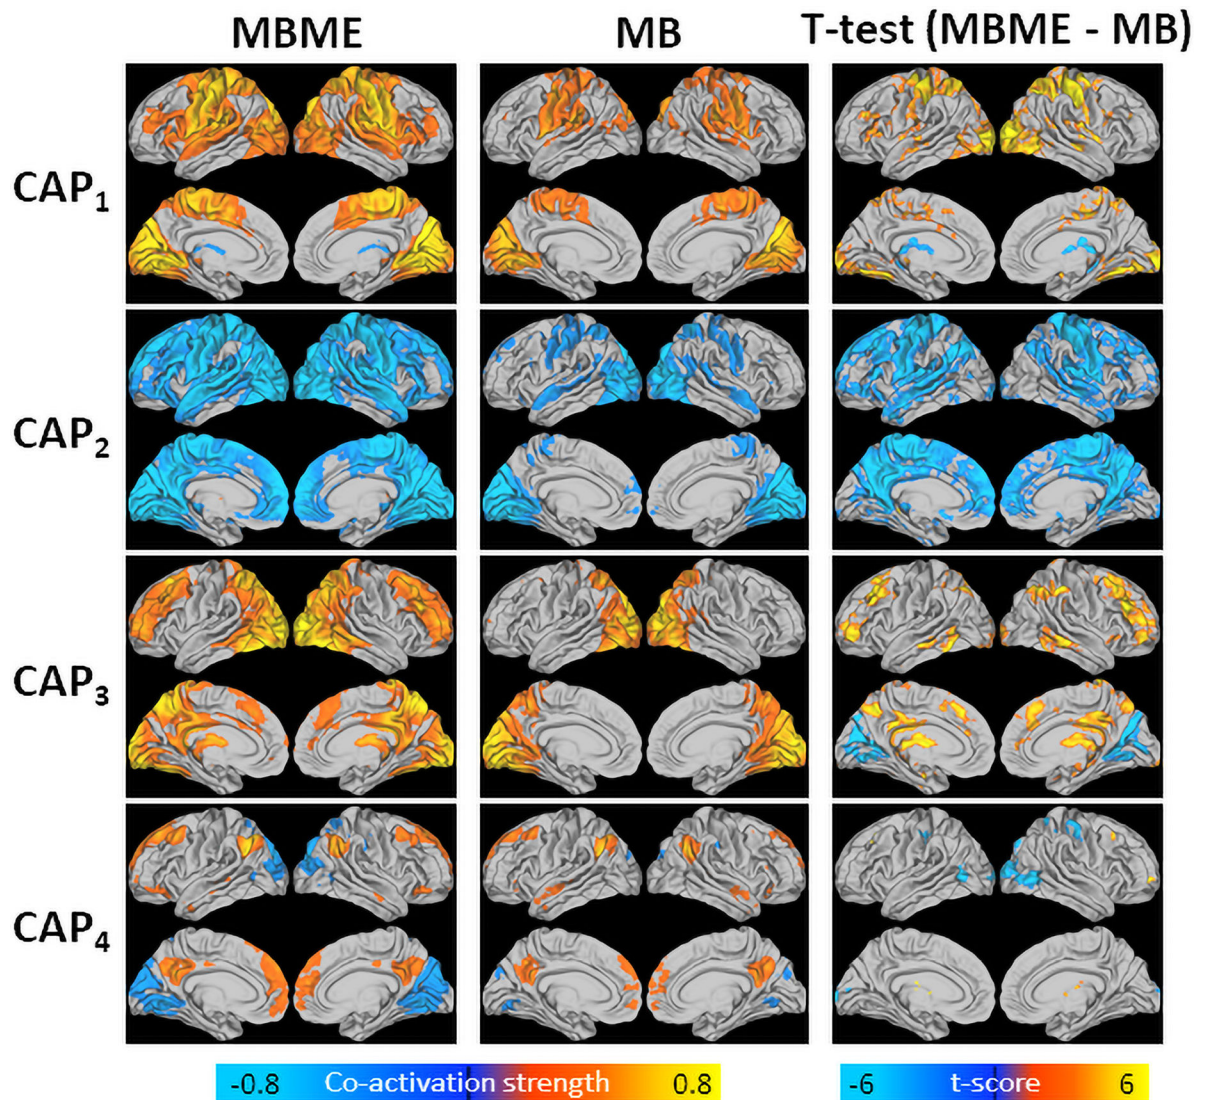 MBME MB T-test (MBME - MB)
CAP1
CAP2
CAP3
CAP4
-0.8 Co-activation strength 0.8 -6 t-score 6